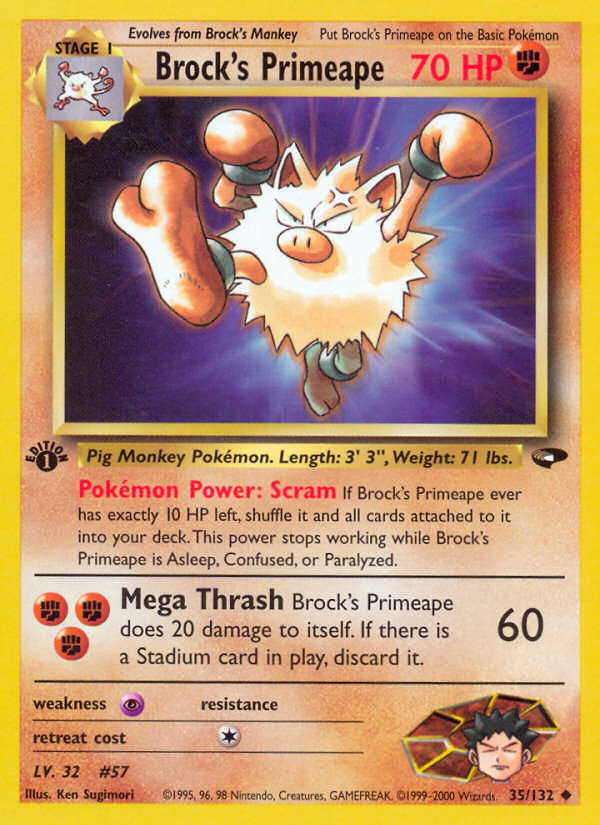 Evolves from Brock's Mankey Put Brock's Primeape on the Basic Pokémon
STAGE 1
Brock's Primeape 70 HP
EDITION
1
Pig Monkey Pokémon. Length: 3' 3", Weight: 71 lbs.
Pokémon Power: Scram If Brock's Primeape ever
has exactly 10 HP left, shuffle it and all cards attached to it
into your deck. This power stops working while Brock's
Primeape is Asleep, Confused, or Paralyzed.
Mega Thrash Brock's Primeape
does 20 damage to itself. If there is
a Stadium card in play, discard it.
60
weakness resistance
retreat cost
LV. 32 #57
Illus. Ken Sugimori ©1995, 96, 98 Nintendo, Creatures, GAMEFREAK. ©1999-2000 Wizards. 35/132